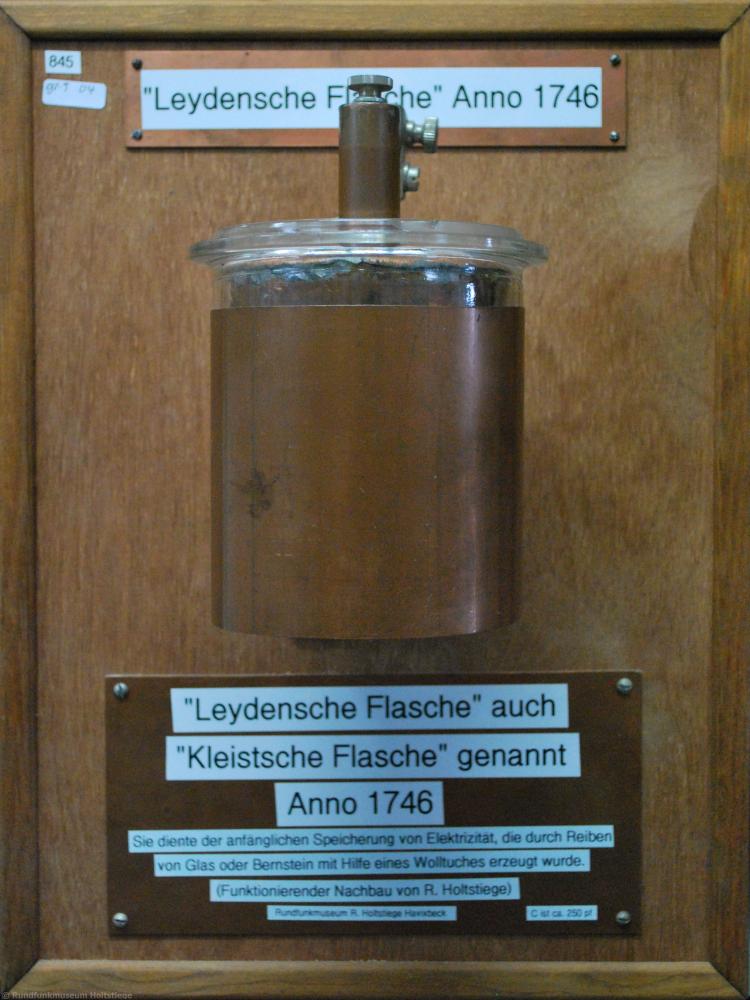 845
"Leydensche Flasche" Anno 1746
"Leydensche Flasche" auch
"Kleistsche Flasche" genannt
Anno 1746
Sie diente der anfänglichen Speicherung von Elektrizität, die durch Reiben
von Glas oder Bernstein mit Hilfe eines Wolltuches erzeugt wurde.
(Funktionierender Nachbau von R. Holtstiege)
Rundfunkmuseum R. Holtstiege Havixbeck
C ist ca. 250 pf
© Rundfunkmuseum Holtstiege